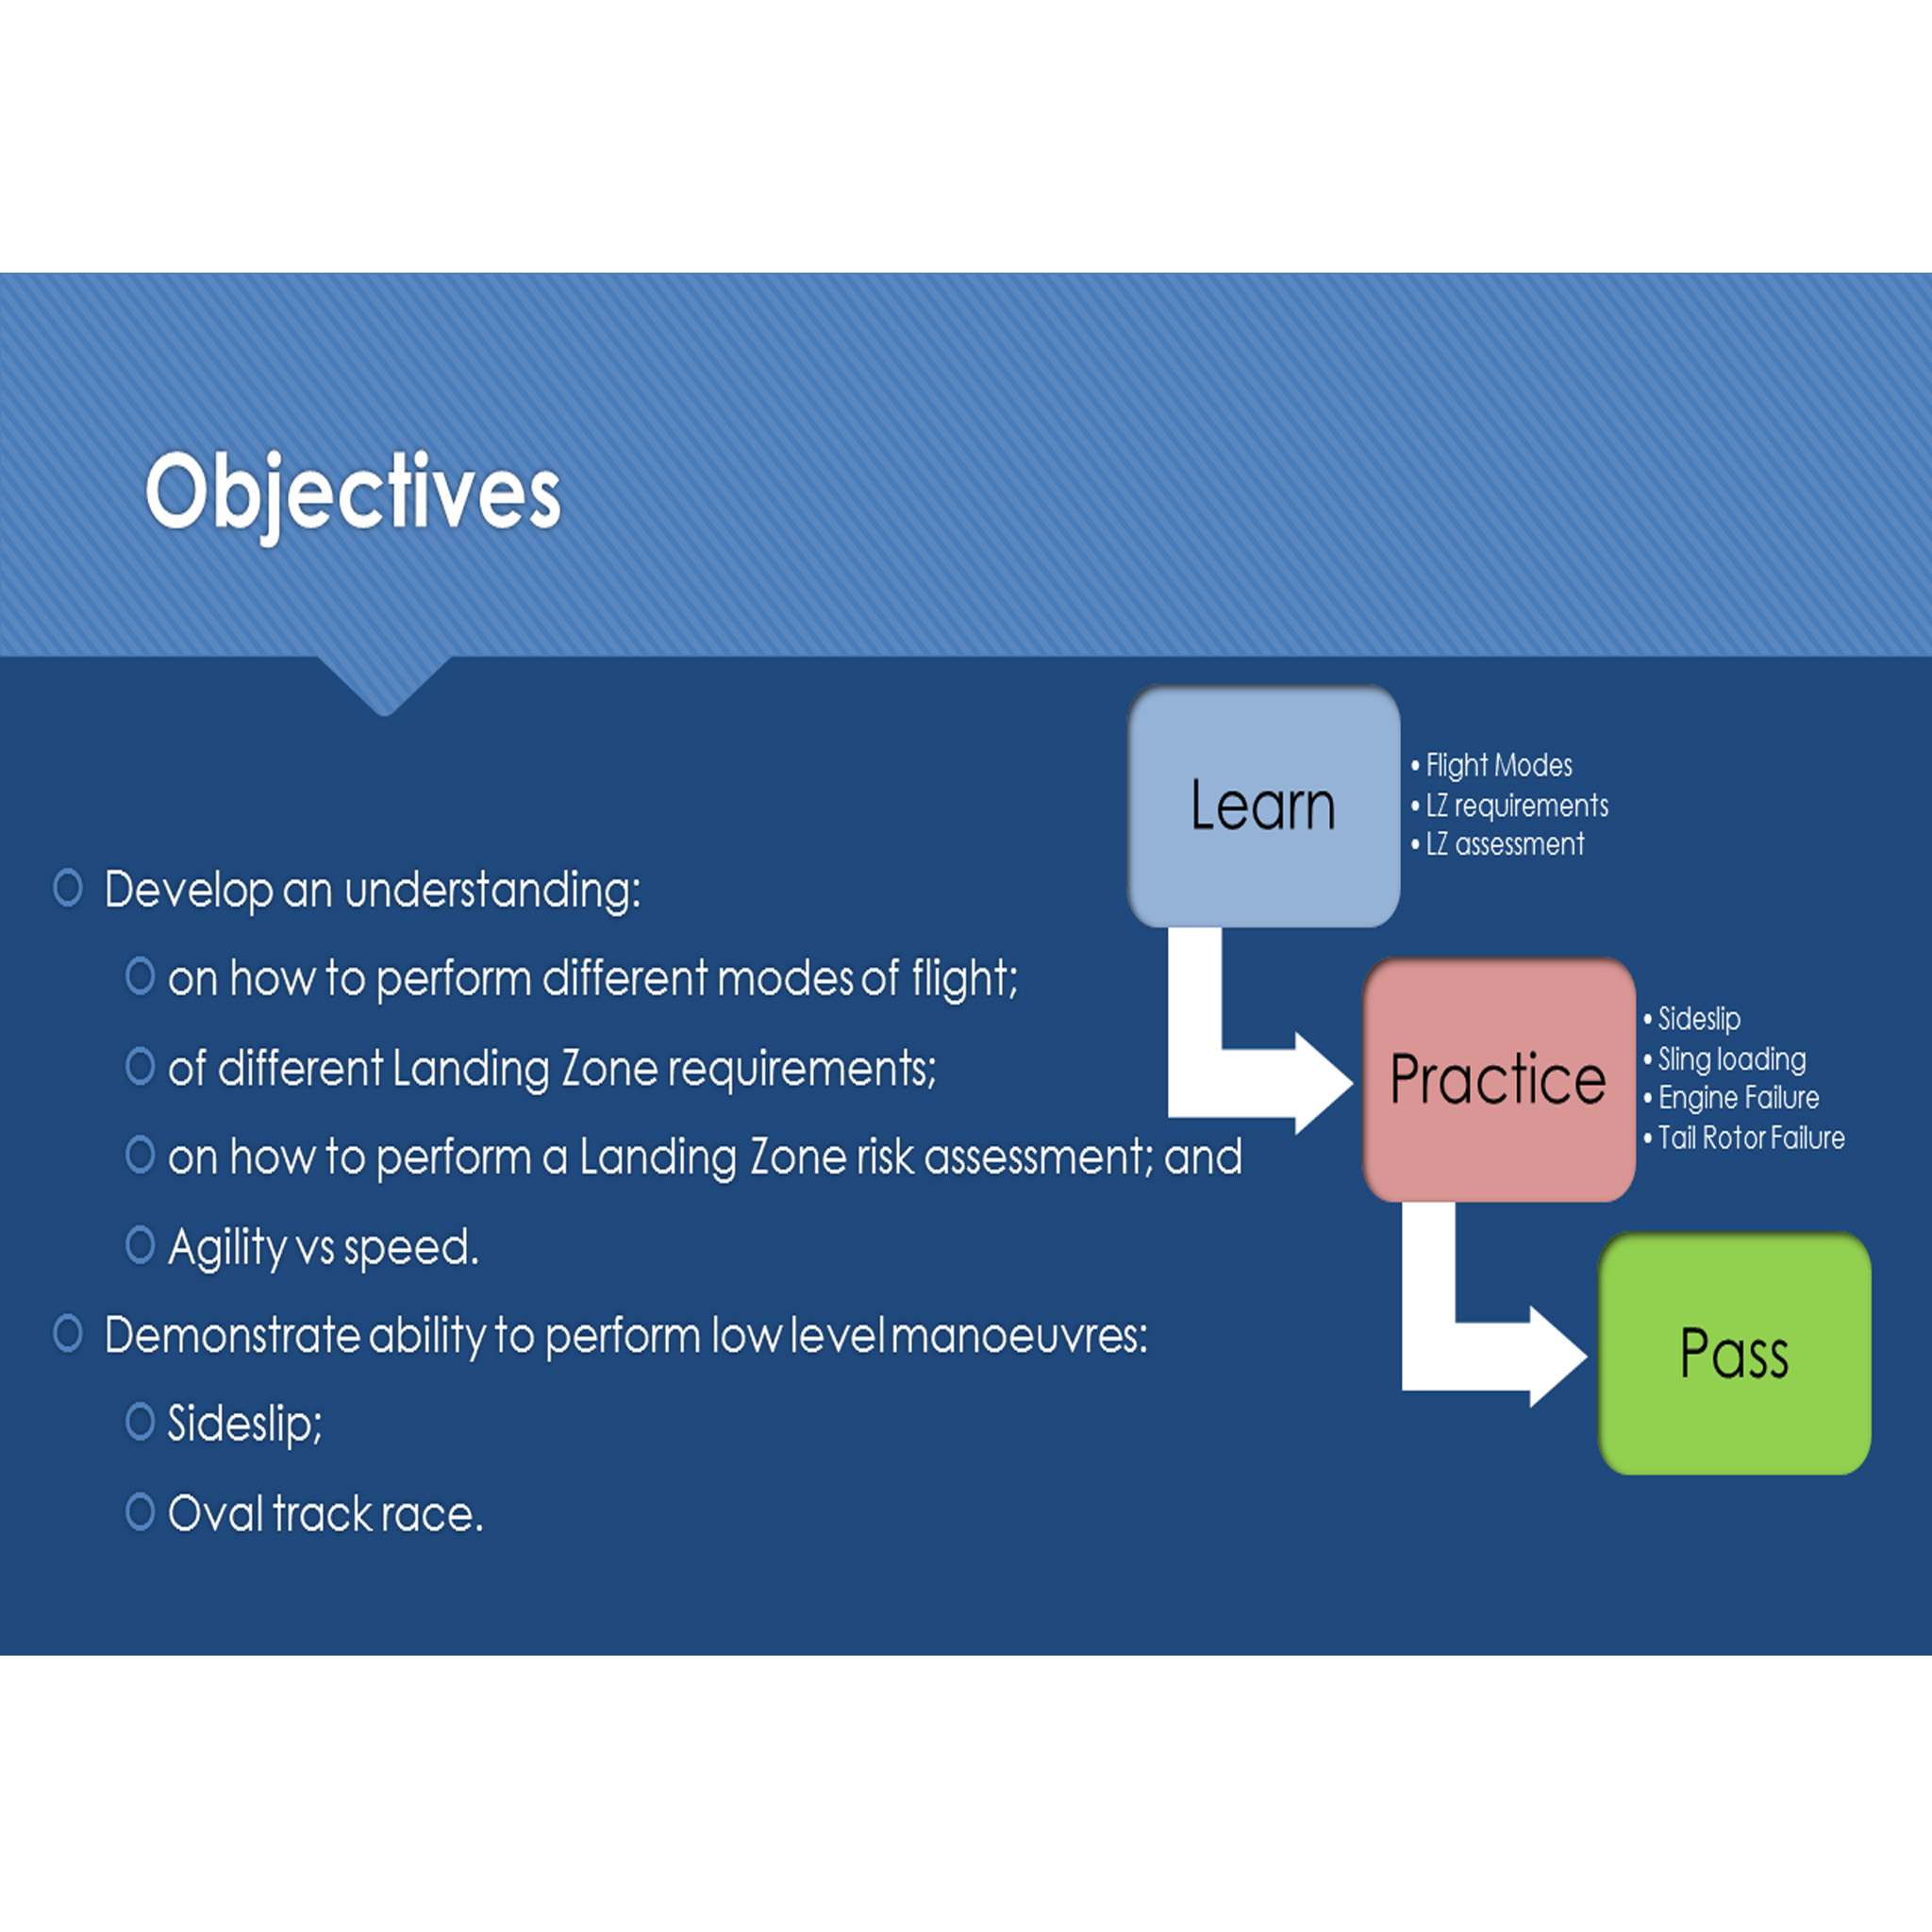 Objectives
Develop an understanding:
on how to perform different modes of flight;
of different Landing Zone requirements;
on how to perform a Landing Zone risk assessment; and
Agility vs speed.
Demonstrate ability to perform low level manoeuvres:
Sideslip;
Oval track race.
Learn
• Flight Modes
• LZ requirements
• LZ assessment
Practice
• Sideslip
• Sling loading
• Engine Failure
• Tail Rotor Failure
Pass